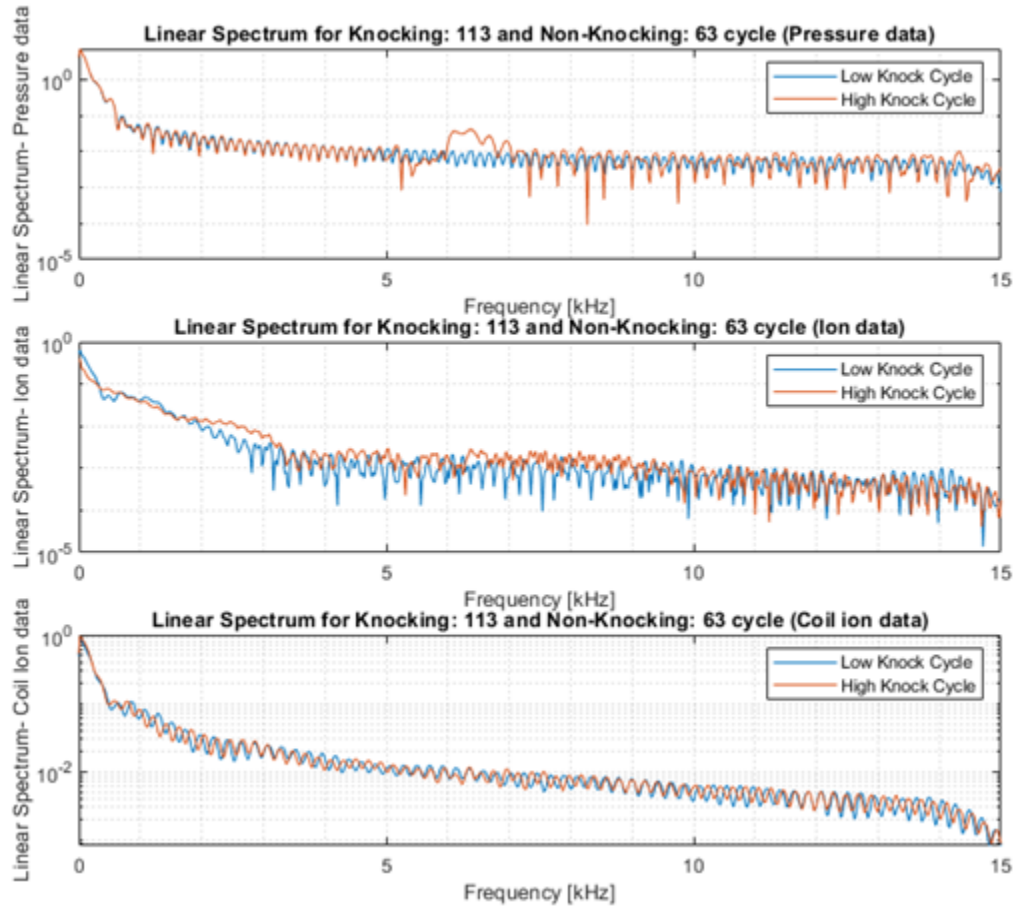 Linear Spectrum for Knocking: 113 and Non-Knocking: 63 cycle (Pressure data)
Linear Spectrum- Pressure data
10^0
10^-5
Low Knock Cycle
High Knock Cycle
0 5 10 15
Frequency [kHz]
Linear Spectrum for Knocking: 113 and Non-Knocking: 63 cycle (Ion data)
Linear Spectrum- Ion data
10^0
10^-5
Low Knock Cycle
High Knock Cycle
0 5 10 15
Frequency [kHz]
Linear Spectrum for Knocking: 113 and Non-Knocking: 63 cycle (Coil ion data)
Linear Spectrum- Coil Ion data
10^0
10^-2
Low Knock Cycle
High Knock Cycle
0 5 10 15
Frequency [kHz]